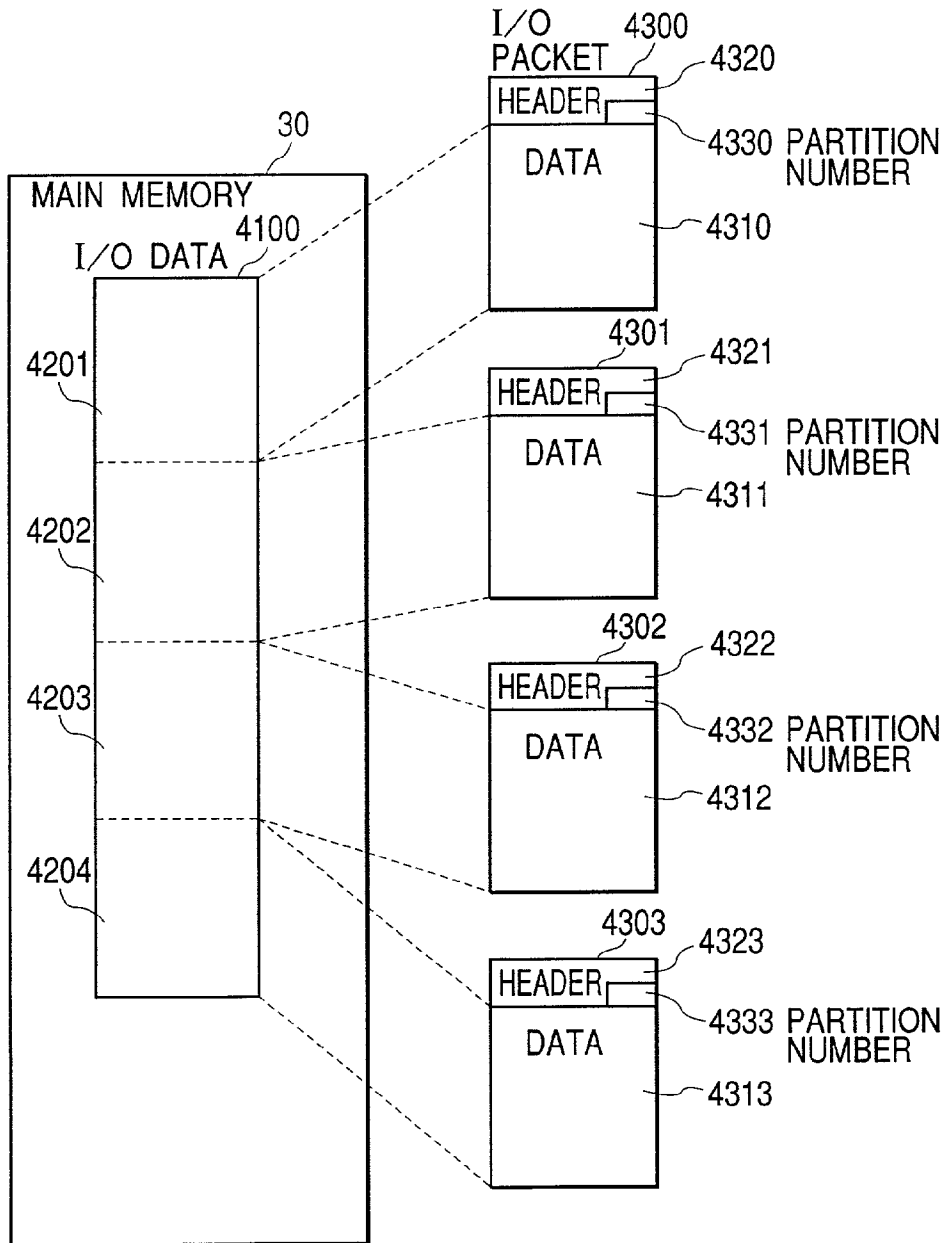 I/O
PACKET
4300
4320
HEADER
4330 PARTITION
NUMBER
DATA
4310
30
MAIN MEMORY
4100
I/O DATA
4201
4202
4203
4204
4301
4321
HEADER
4331 PARTITION
NUMBER
DATA
4311
4302
4322
HEADER
4332 PARTITION
NUMBER
DATA
4312
4303
4323
HEADER
4333 PARTITION
NUMBER
DATA
4313